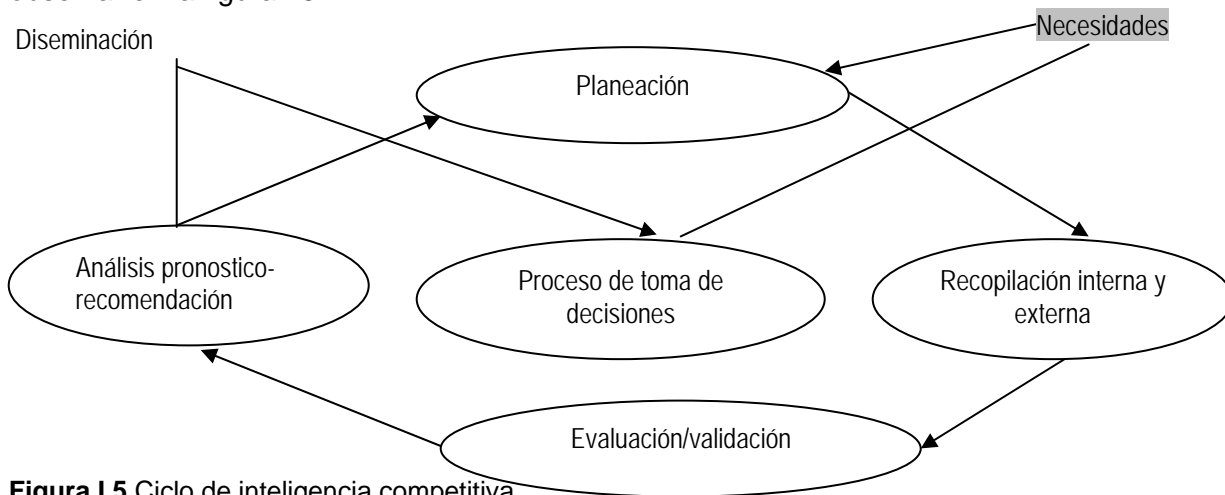 Necesidades
Diseminación
Planeación
Análisis pronostico-
recomendación
Proceso de toma de
decisiones
Recopilación interna y
externa
Evaluación/validación
Figura I.5 Ciclo de inteligencia competitiva